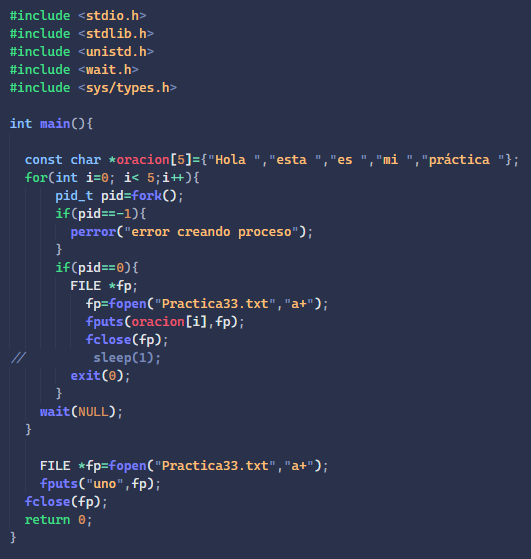 #include <stdio.h>
#include <stdlib.h>
#include <unistd.h>
#include <wait.h>
#include <sys/types.h>

int main(){

  const char *oracion[5]={"Hola ","esta ","es ","mi ","práctica "};
  for(int i=0; i< 5;i++){
      pid_t pid=fork();
      if(pid==-1){
        perror("error creando proceso");
      }
      if(pid==0){
        FILE *fp;
          fp=fopen("Practica33.txt","a+");
          fputs(oracion[i],fp);
          fclose(fp);
//         sleep(1);
        exit(0);
      }
    wait(NULL);
  }

    FILE *fp=fopen("Practica33.txt","a+");
    fputs("uno",fp);
  fclose(fp);
  return 0;
}